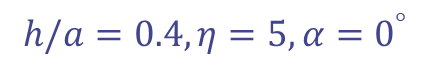 h/a = 0.4, η = 5, α = 0°